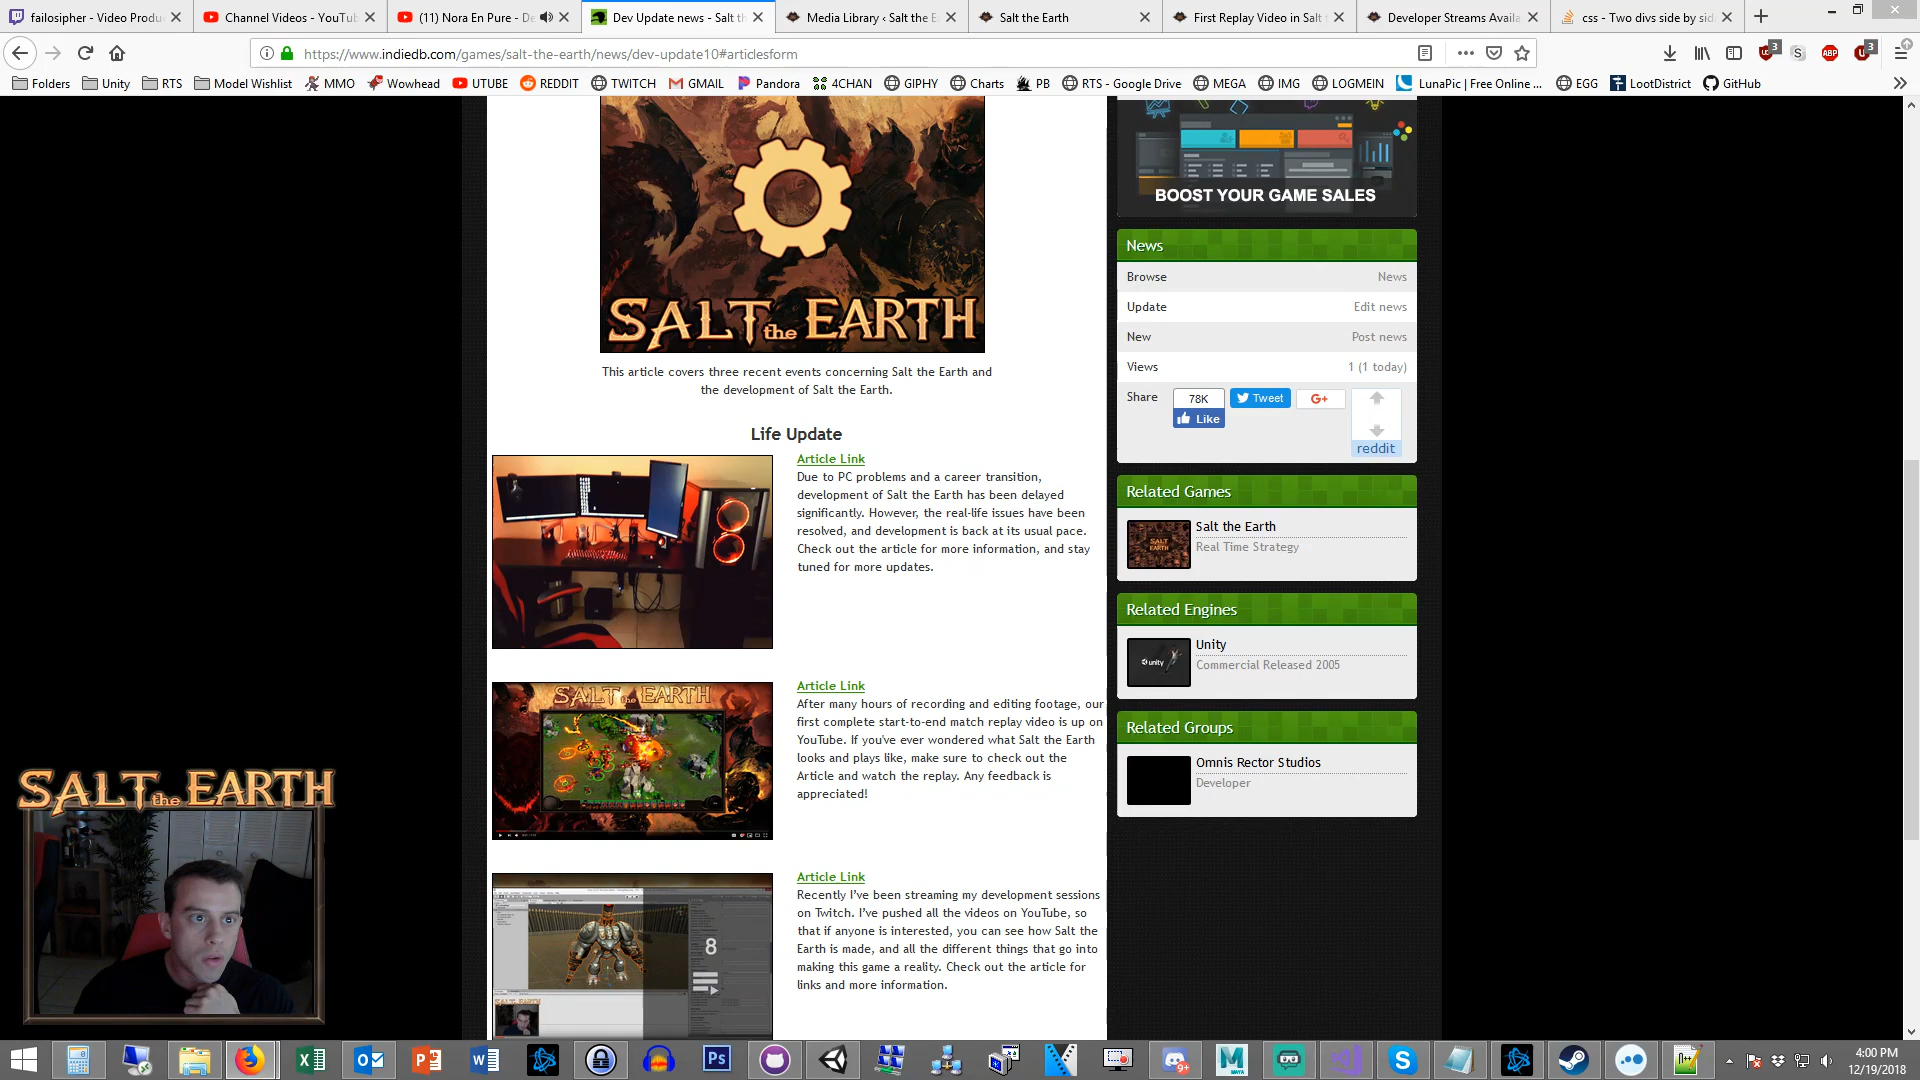 failosipher - Video Produ
Channel Videos - YouTub
(11) Nora En Pure - De
Dev Update news - Salt th
Media Library ‹ Salt the E
Salt the Earth
First Replay Video in Salt
Developer Streams Availa
css - Two divs side by sid
https://www.indiedb.com/games/salt-the-earth/news/dev-update10#articlesform
3
S
ABP
3
Folders
Unity
RTS
Model Wishlist
MMO
Wowhead
UTUBE
REDDIT
TWITCH
GMAIL
Pandora
4CHAN
GIPHY
Charts
PB
RTS - Google Drive
MEGA
IMG
LOGMEIN
LunaPic | Free Online ...
EGG
LootDistrict
GitHub
SALT the EARTH
This article covers three recent events concerning Salt the Earth and
the development of Salt the Earth.
Life Update
Article Link
Due to PC problems and a career transition,
development of Salt the Earth has been delayed
significantly. However, the real-life issues have been
resolved, and development is back at its usual pace.
Check out the article for more information, and stay
tuned for more updates.
SALT the EARTH
Article Link
After many hours of recording and editing footage, our
first complete start-to-end match replay video is up on
YouTube. If you've ever wondered what Salt the Earth
looks and plays like, make sure to check out the
Article and watch the replay. Any feedback is
appreciated!
8
SALT the EARTH
Article Link
Recently I've been streaming my development sessions
on Twitch. I've pushed all the videos on YouTube, so
that if anyone is interested, you can see how Salt the
Earth is made, and all the different things that go into
making this game a reality. Check out the article for
links and more information.
BOOST YOUR GAME SALES
News
Browse News
Update Edit news
New Post news
Views 1 (1 today)
Share
78K
Like
Tweet
G+
reddit
Related Games
SALT the EARTH
Salt the Earth
Real Time Strategy
Related Engines
unity
Unity
Commercial Released 2005
Related Groups
Omnis Rector Studios
Developer
SALT the EARTH
Ps
9+
MAYA
4:00 PM
12/19/2018